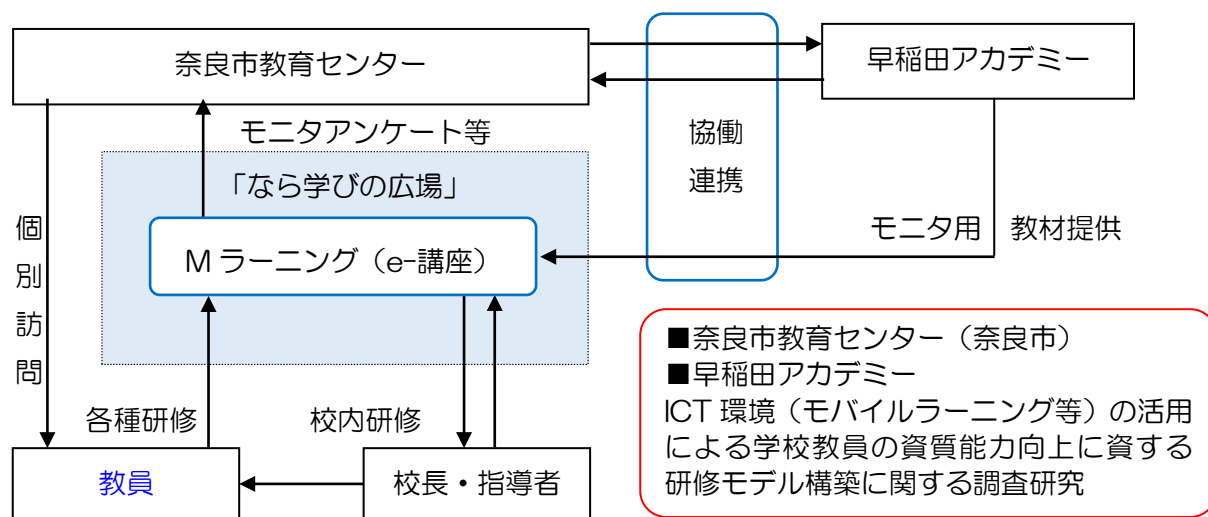 奈良市教育センター
早稲田アカデミー
モニタアンケート等
協働
連携
「なら学びの広場」
個別訪問
モニタ用 教材提供
M ラーニング（e-講座）
各種研修
校内研修
教員
校長・指導者
■奈良市教育センター（奈良市）
■早稲田アカデミー
ICT 環境（モバイルラーニング等）の活用
による学校教員の資質能力向上に資する
研修モデル構築に関する調査研究